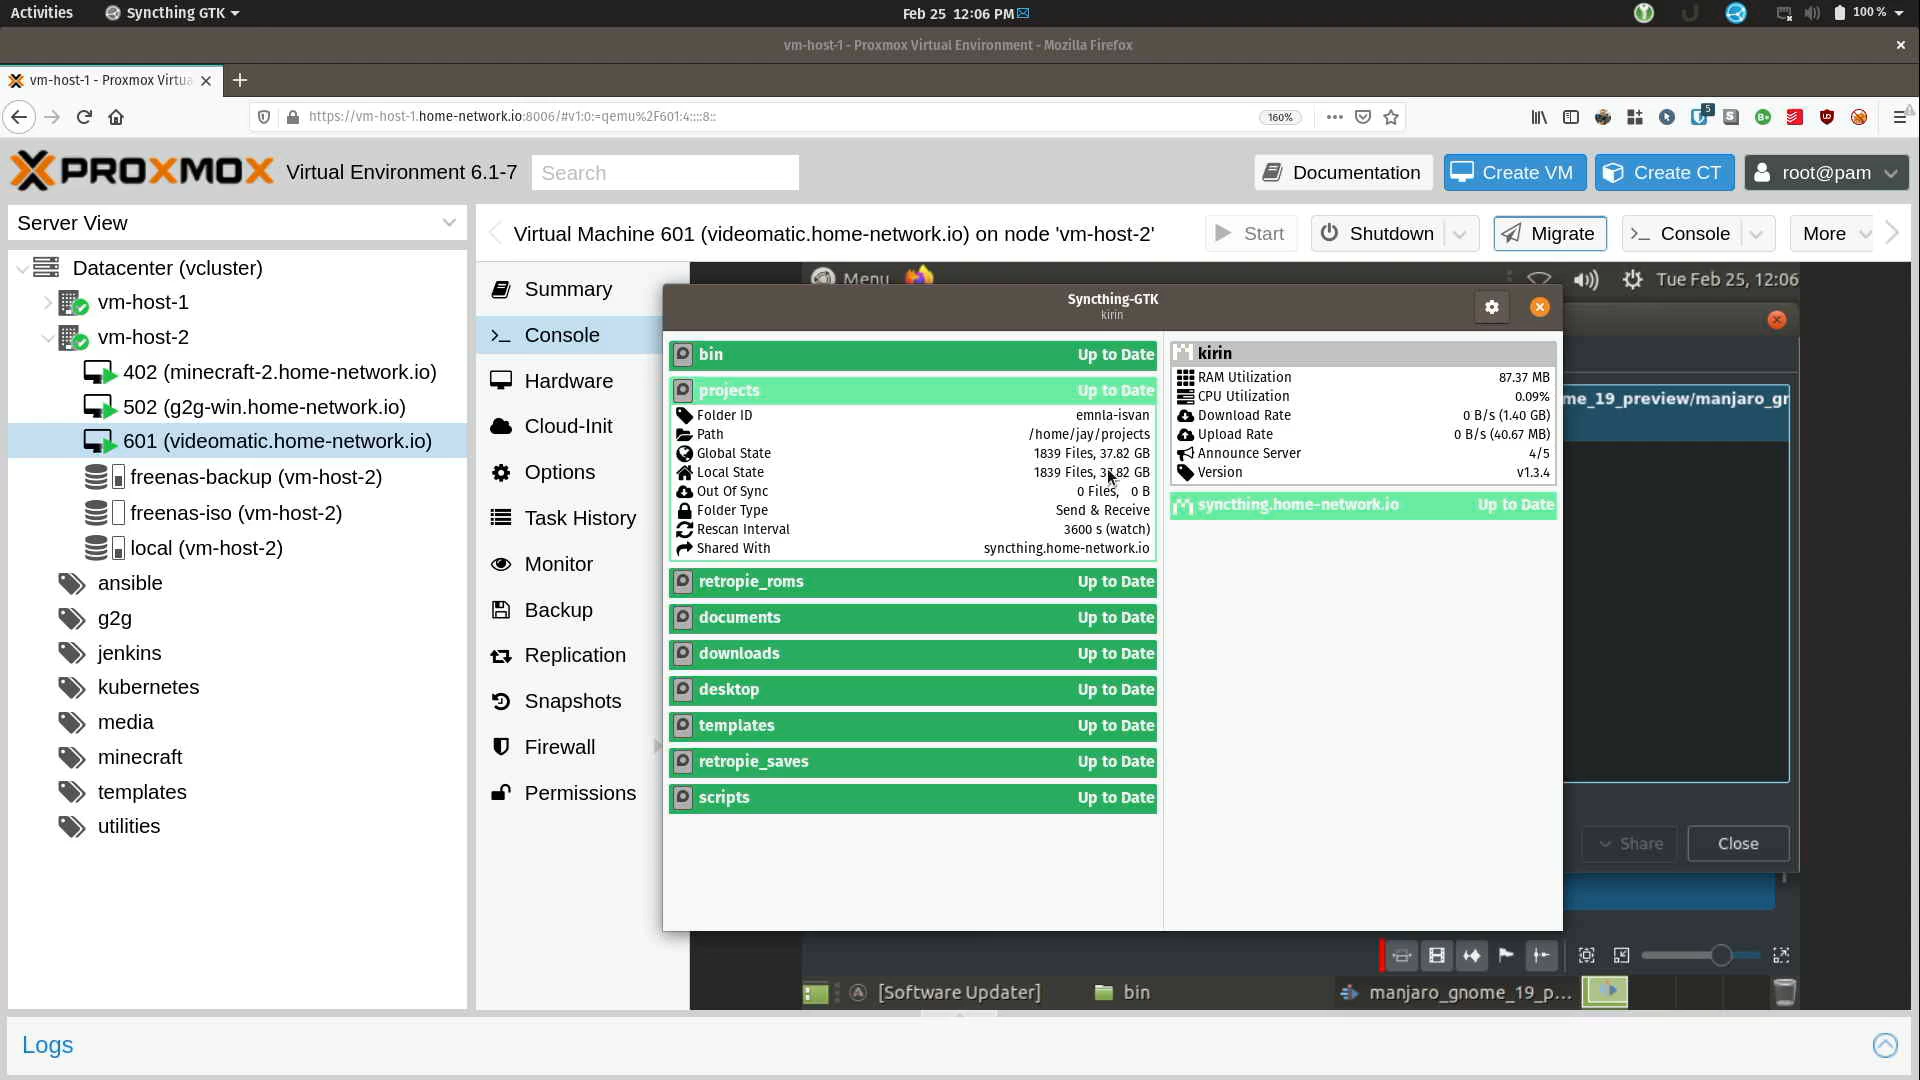 Activities Syncthing GTK Feb 25 12:06 PM 100 %
vm-host-1 - Proxmox Virtual Environment - Mozilla Firefox
vm-host-1 - Proxmox Virtua
https://vm-host-1.home-network.io:8006/#v1:0:=qemu%2F601:4::::8:: 160% 5
PROXMOX Virtual Environment 6.1-7 Search Documentation Create VM Create CT root@pam
Server View
Virtual Machine 601 (videomatic.home-network.io) on node 'vm-host-2' Start Shutdown Migrate Console More
Datacenter (vcluster)
vm-host-1
vm-host-2
402 (minecraft-2.home-network.io)
502 (g2g-win.home-network.io)
601 (videomatic.home-network.io)
freenas-backup (vm-host-2)
freenas-iso (vm-host-2)
local (vm-host-2)
ansible
g2g
jenkins
kubernetes
media
minecraft
templates
utilities
Summary
Console
Hardware
Cloud-Init
Options
Task History
Monitor
Backup
Replication
Snapshots
Firewall
Permissions
Menu Tue Feb 25, 12:06
Syncthing-GTK
kirin
bin Up to Date
projects Up to Date
Folder ID emnla-isvan
Path /home/jay/projects
Global State 1839 Files, 37.82 GB
Local State 1839 Files, 37.82 GB
Out Of Sync 0 Files, 0 B
Folder Type Send & Receive
Rescan Interval 3600 s (watch)
Shared With syncthing.home-network.io
retropie_roms Up to Date
documents Up to Date
downloads Up to Date
desktop Up to Date
templates Up to Date
retropie_saves Up to Date
scripts Up to Date
kirin
RAM Utilization 87.37 MB
CPU Utilization 0.09%
Download Rate 0 B/s (1.40 GB)
Upload Rate 0 B/s (40.67 MB)
Announce Server 4/5
Version v1.3.4
syncthing.home-network.io Up to Date
me_19_preview/manjaro_gr
Share Close
[Software Updater] bin manjaro_gnome_19_p...
Logs